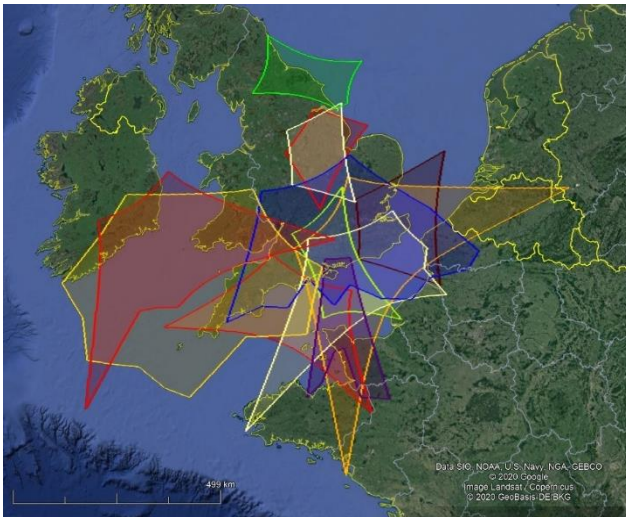 499 km
Data SIO, NOAA, U.S. Navy, NGA, GEBCO
© 2020 Google
Image Landsat / Copernicus
© 2020 GeoBasis-DE/BKG